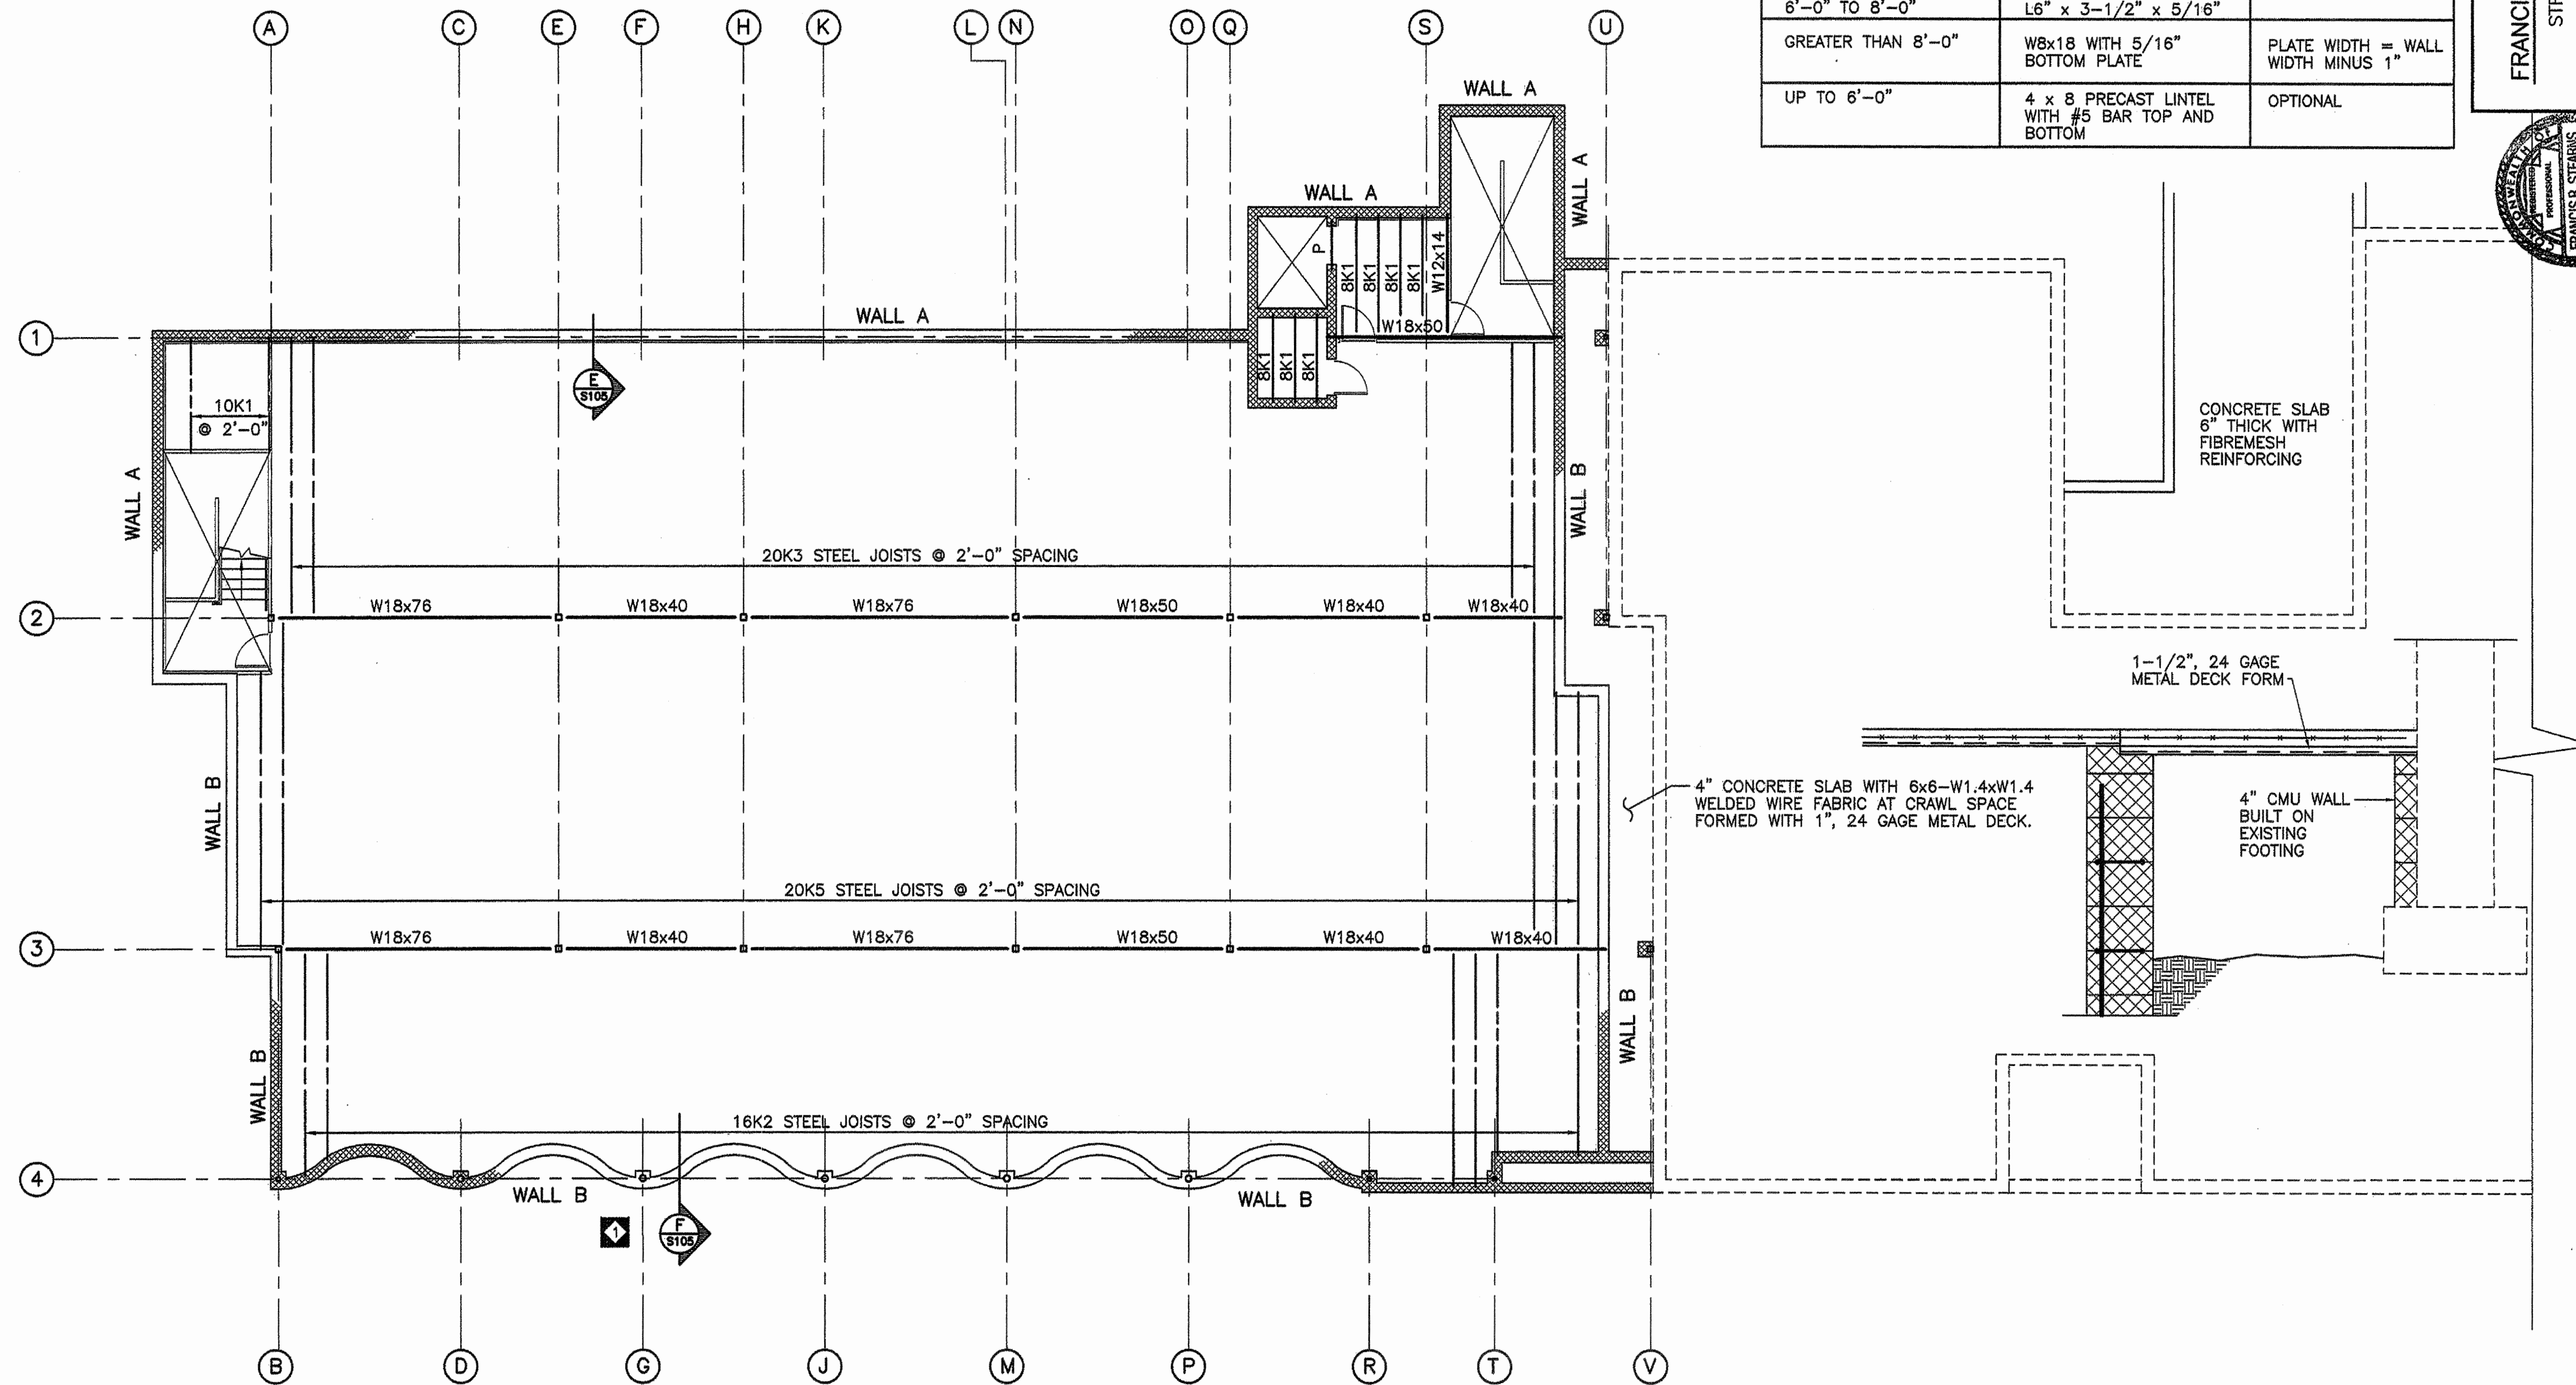 A C E F H K L N O Q S U
6'-0" TO 8'-0"
L6" x 3-1/2" x 5/16"
GREATER THAN 8'-0"
W8x18 WITH 5/16"
BOTTOM PLATE
PLATE WIDTH = WALL
WIDTH MINUS 1"
UP TO 6'-0"
4 x 8 PRECAST LINTEL
WITH #5 BAR TOP AND
BOTTOM
OPTIONAL
REGISTERED
PROFESSIONAL
FRANCIS R. STEARNS
WALL A
WALL A
WALL A
P
8K1
8K1
8K1
8K1
W12x14
WALL A
W18x50
1
8K1
8K1
8K1
E
S105
10K1
@ 2'-0"
WALL A
WALL B
CONCRETE SLAB
6" THICK WITH
FIBREMESH
REINFORCING
20K3 STEEL JOISTS @ 2'-0" SPACING
2
W18x76
W18x40
W18x76
W18x50
W18x40
W18x40
1-1/2", 24 GAGE
METAL DECK FORM
WALL B
4" CONCRETE SLAB WITH 6x6-W1.4xW1.4
WELDED WIRE FABRIC AT CRAWL SPACE
FORMED WITH 1", 24 GAGE METAL DECK.
4" CMU WALL
BUILT ON
EXISTING
FOOTING
20K5 STEEL JOISTS @ 2'-0" SPACING
3
W18x76
W18x40
W18x76
W18x50
W18x40
W18x40
WALL B
WALL B
16K2 STEEL JOISTS @ 2'-0" SPACING
4
WALL B
WALL B
1
F
S105
B D G J M P R T V